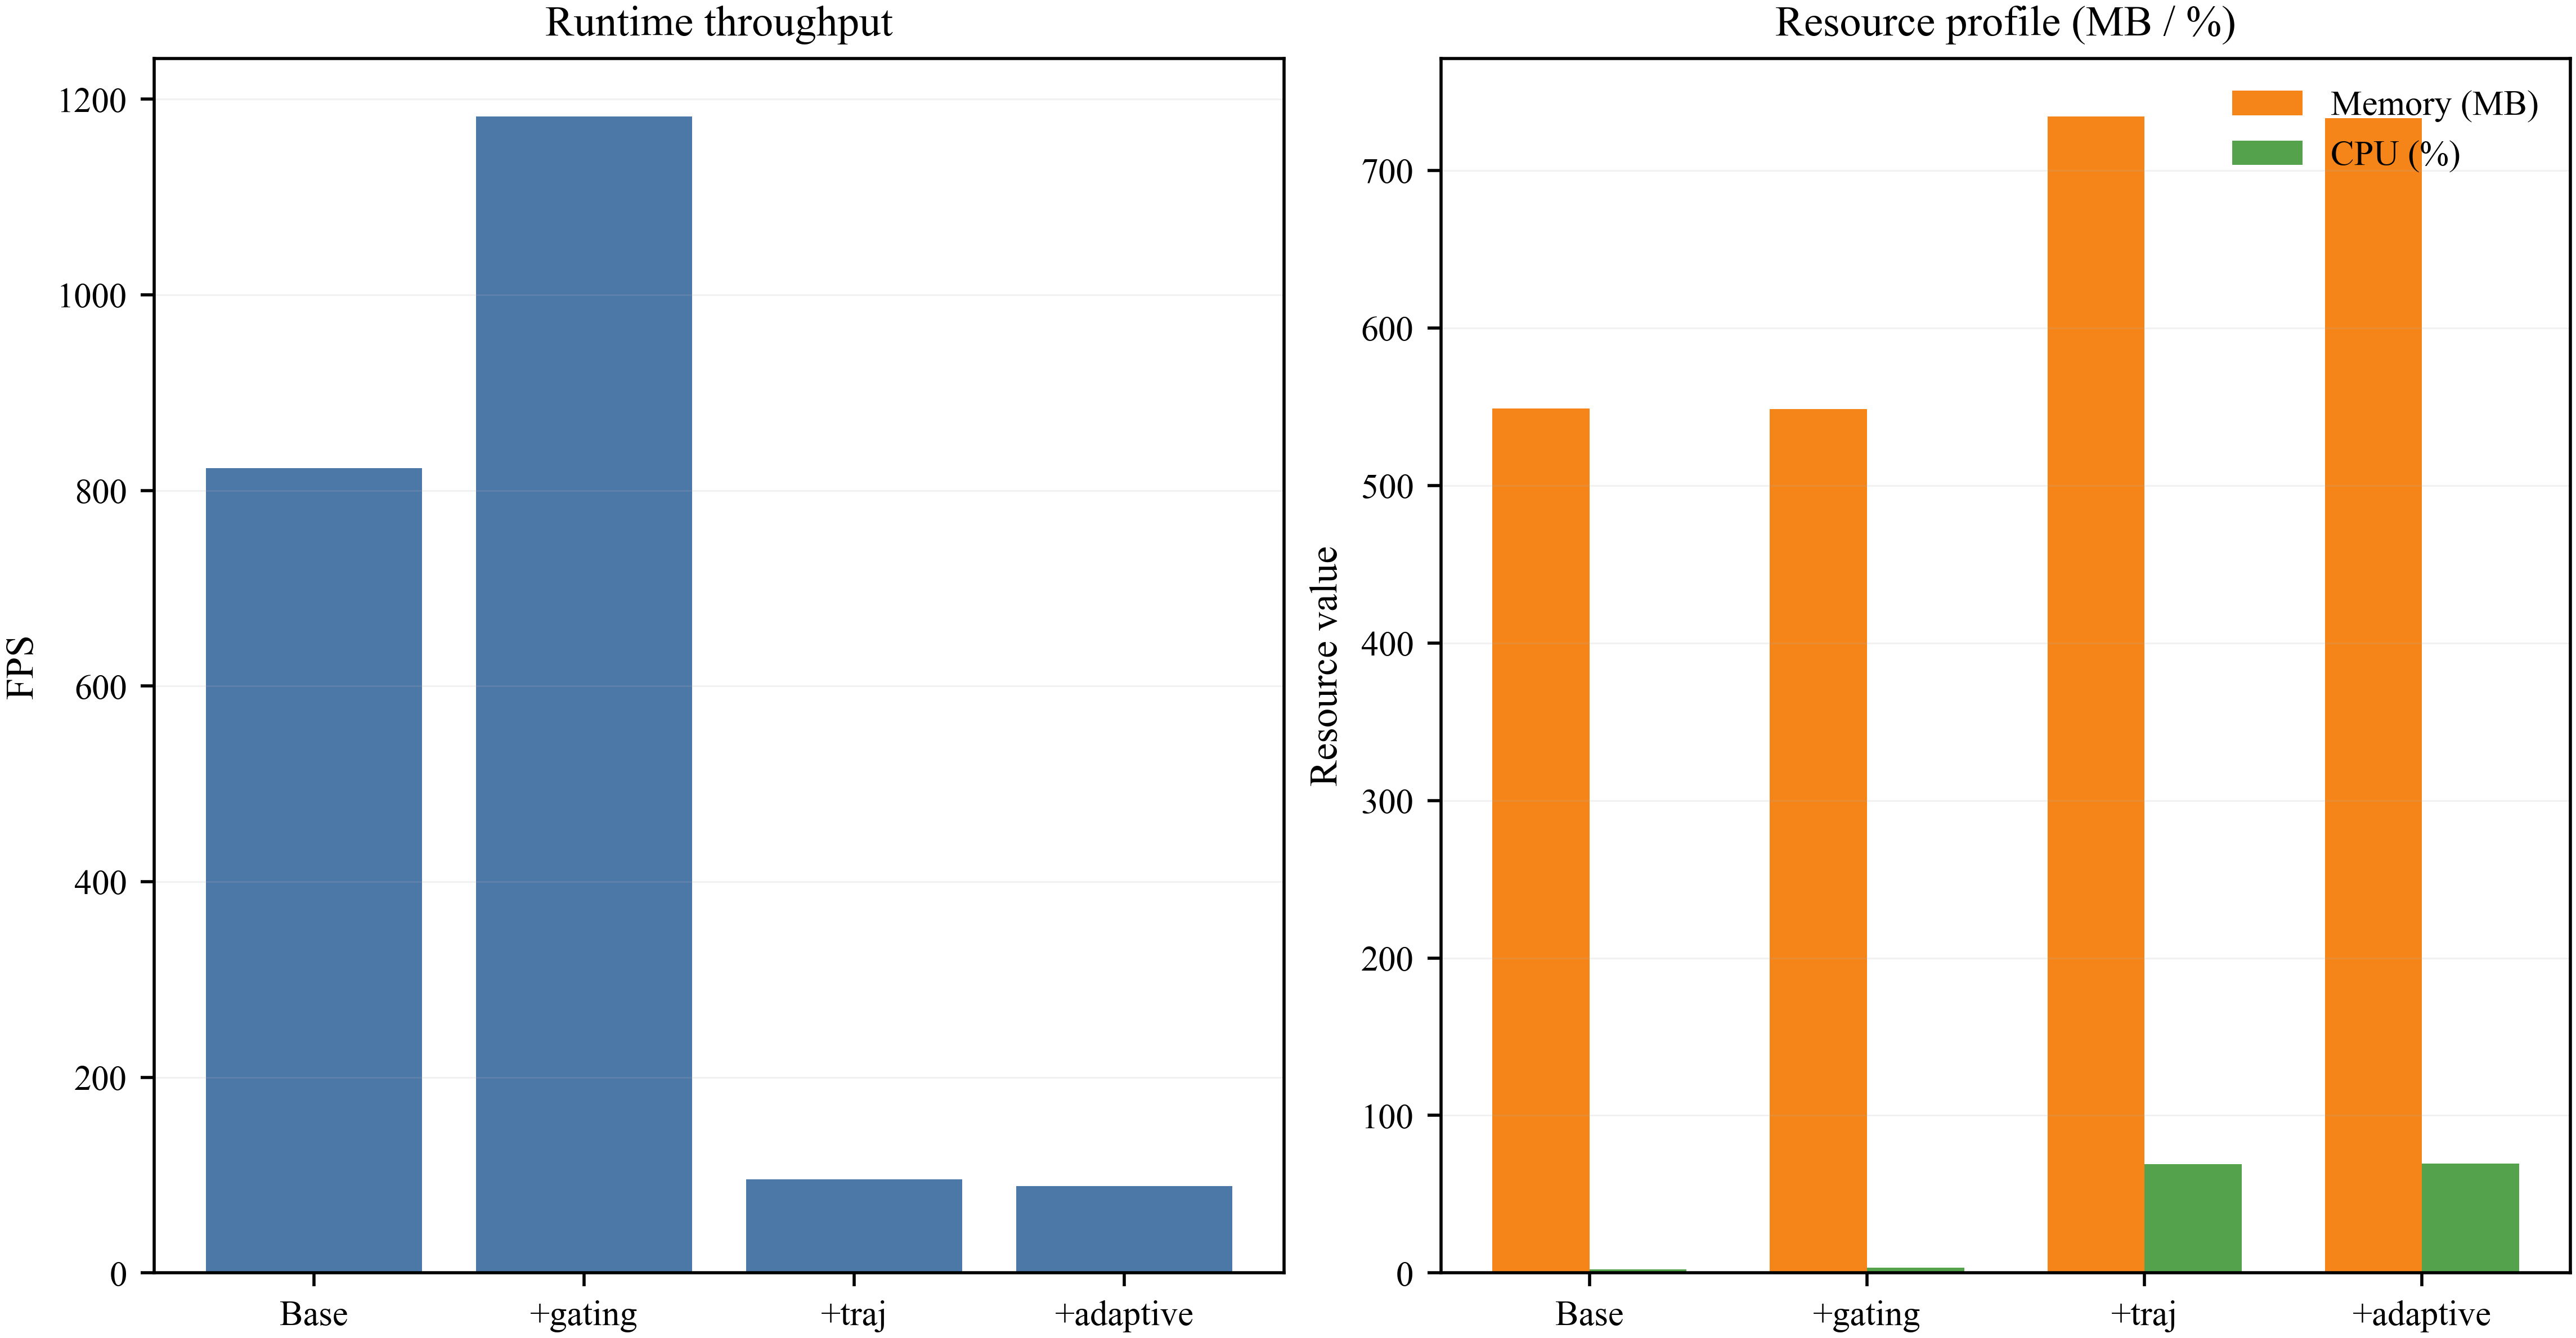 Runtime throughput
FPS
1200
1000
800
600
400
200
0
Base
+gating
+traj
+adaptive
Resource profile (MB / %)
Resource value
Memory (MB)
CPU (%)
700
600
500
400
300
200
100
0
Base
+gating
+traj
+adaptive